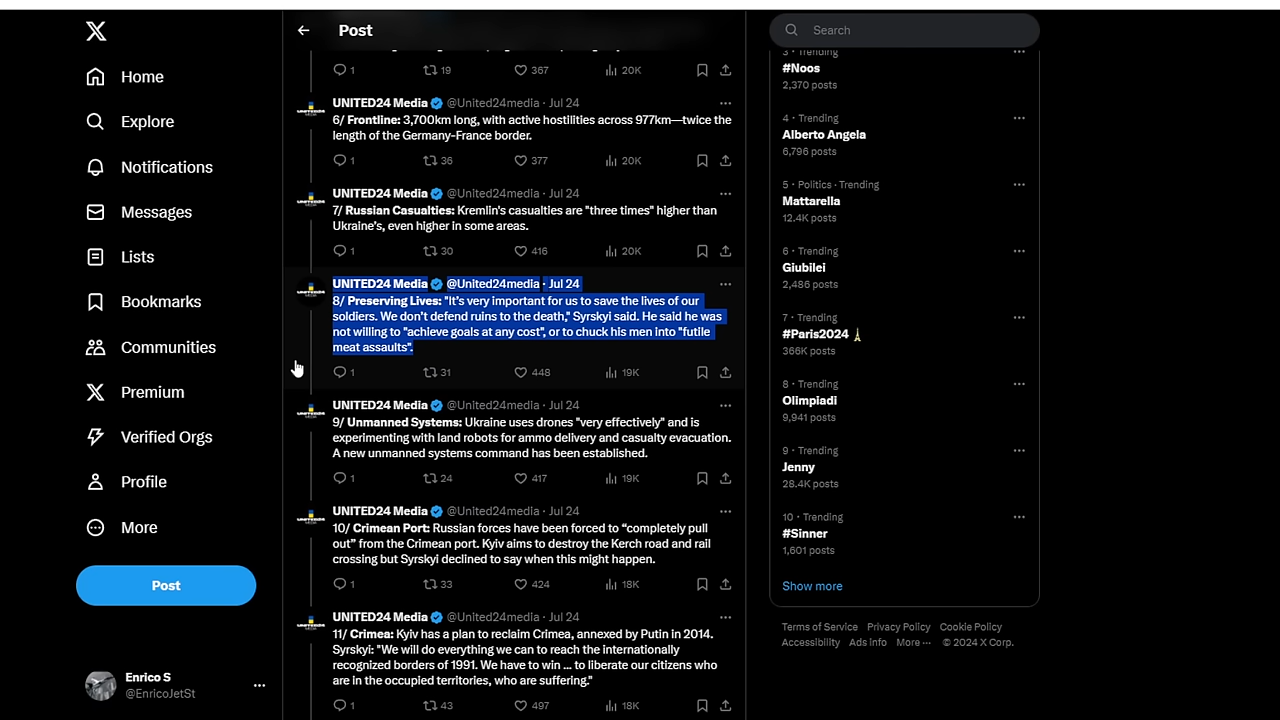 Home
Explore
Notifications
Messages
Lists
Bookmarks
Communities
Premium
Verified Orgs
Profile
More
Post
Enrico S
@EnricoJetSt
Post
1 19 367 20K
UNITED24 Media @United24media · Jul 24
6/ Frontline: 3,700km long, with active hostilities across 977km—twice the
length of the Germany-France border.
1 36 377 20K
UNITED24 Media @United24media · Jul 24
7/ Russian Casualties: Kremlin's casualties are "three times" higher than
Ukraine's, even higher in some areas.
1 30 416 20K
UNITED24 Media @United24media · Jul 24
8/ Preserving Lives: "It's very important for us to save the lives of our
soldiers. We don't defend ruins to the death," Syrskyi said. He said he was
not willing to "achieve goals at any cost", or to chuck his men into "futile
meat assaults".
1 31 448 19K
UNITED24 Media @United24media · Jul 24
9/ Unmanned Systems: Ukraine uses drones "very effectively" and is
experimenting with land robots for ammo delivery and casualty evacuation.
A new unmanned systems command has been established.
1 24 417 19K
UNITED24 Media @United24media · Jul 24
10/ Crimean Port: Russian forces have been forced to “completely pull
out” from the Crimean port. Kyiv aims to destroy the Kerch road and rail
crossing but Syrskyi declined to say when this might happen.
1 33 424 18K
UNITED24 Media @United24media · Jul 24
11/ Crimea: Kyiv has a plan to reclaim Crimea, annexed by Putin in 2014.
Syrskyi: "We will do everything we can to reach the internationally
recognized borders of 1991. We have to win ... to liberate our citizens who
are in the occupied territories, who are suffering."
1 43 497 18K
Search
3 · Trending
#Noos
2,370 posts
4 · Trending
Alberto Angela
6,796 posts
5 · Politics · Trending
Mattarella
12.4K posts
6 · Trending
Giubilei
2,486 posts
7 · Trending
#Paris2024
366K posts
8 · Trending
Olimpiadi
9,941 posts
9 · Trending
Jenny
28.4K posts
10 · Trending
#Sinner
1,601 posts
Show more
Terms of Service Privacy Policy Cookie Policy
Accessibility Ads info More ··· © 2024 X Corp.